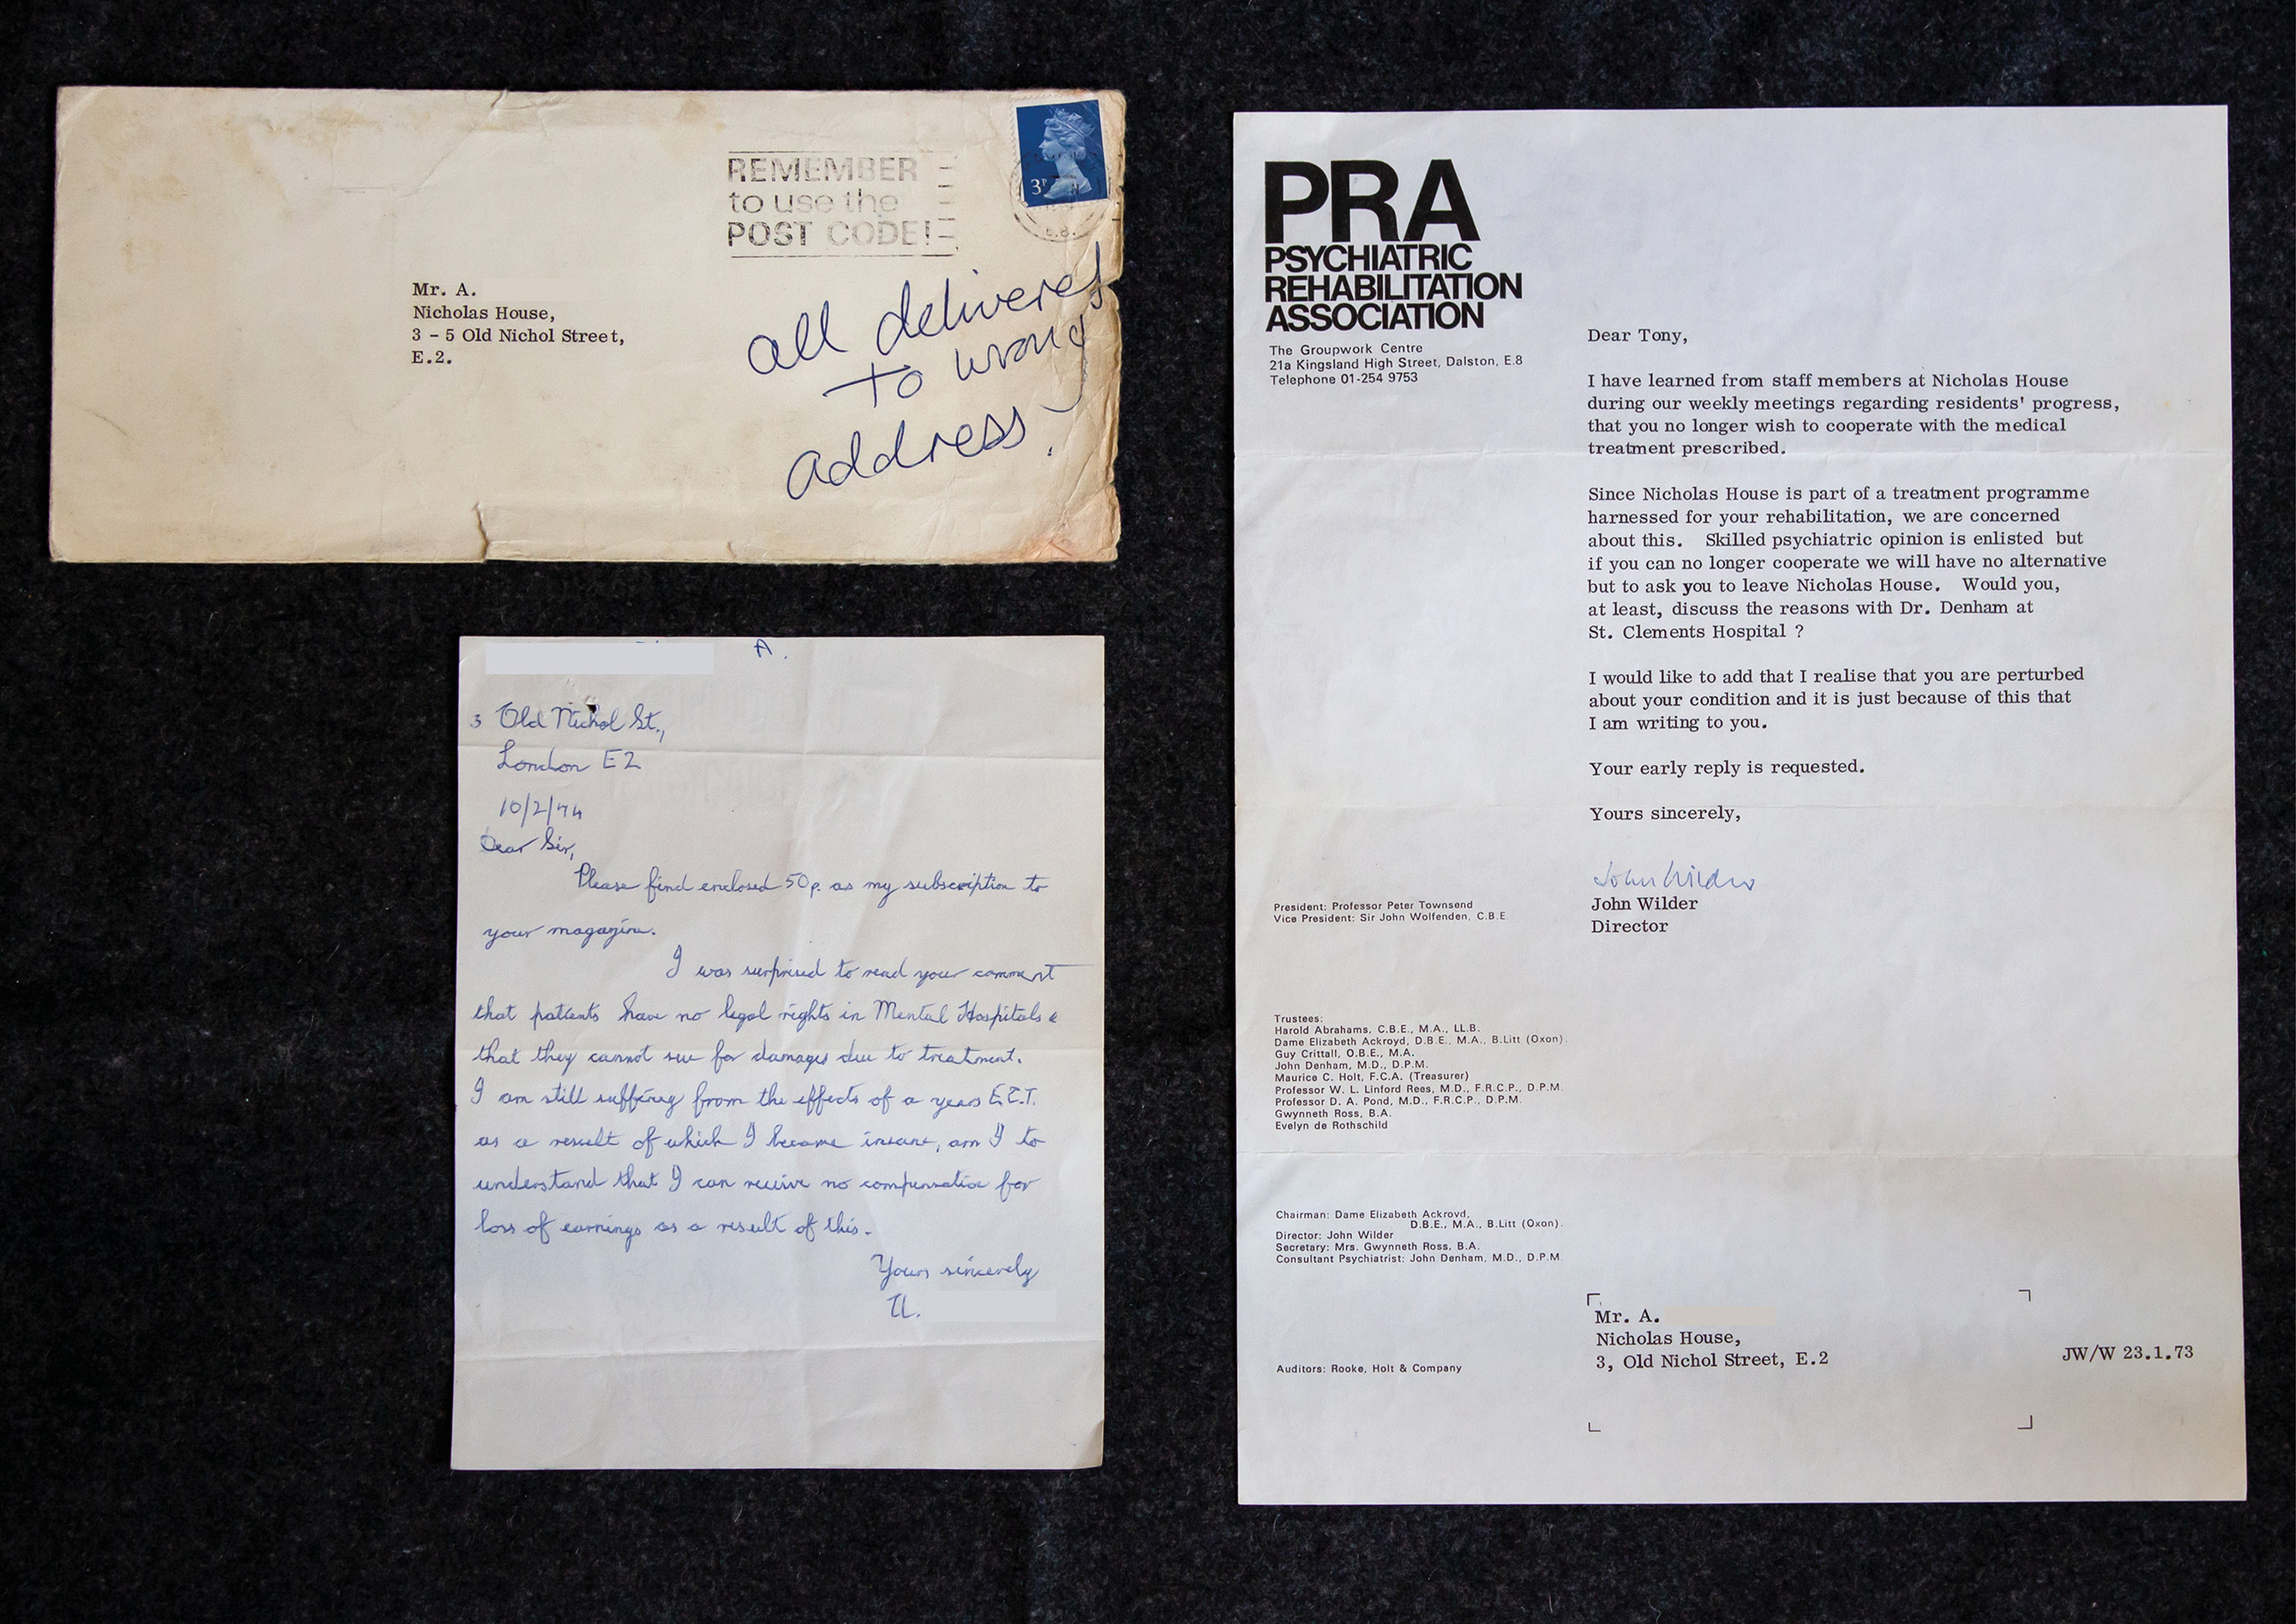 REMEMBER
to use the
POST CODE!
3P
Mr. A.
Nicholas House,
3 - 5 Old Nichol Street,
E.2.
all delivered
to wrong
address.
A.
3 Old Nichol St.,
London E2
10/2/74
Dear Sir,
Please find enclosed 50p. as my subscription to
your magazine.
I was surprised to read your comment
that patients have no legal rights in Mental Hospitals &
that they cannot sue for damages due to treatment.
I am still suffering from the effects of a years E.C.T.
as a result of which I became insane, am I to
understand that I can receive no compensation for
loss of earnings as a result of this.
Yours sincerely
PRA
PSYCHIATRIC
REHABILITATION
ASSOCIATION
The Groupwork Centre
21a Kingsland High Street, Dalston, E.8
Telephone 01-254 9753
Dear Tony,
I have learned from staff members at Nicholas House
during our weekly meetings regarding residents' progress,
that you no longer wish to cooperate with the medical
treatment prescribed.
Since Nicholas House is part of a treatment programme
harnessed for your rehabilitation, we are concerned
about this. Skilled psychiatric opinion is enlisted but
if you can no longer cooperate we will have no alternative
but to ask you to leave Nicholas House. Would you,
at least, discuss the reasons with Dr. Denham at
St. Clements Hospital ?
I would like to add that I realise that you are perturbed
about your condition and it is just because of this that
I am writing to you.
Your early reply is requested.
Yours sincerely,
John Wilder
John Wilder
Director
President: Professor Peter Townsend
Vice President: Sir John Wolfenden, C.B.E.
Trustees:
Harold Abrahams, C.B.E., M.A., LL.B.
Dame Elizabeth Ackroyd, D.B.E., M.A., B.Litt (Oxon).
Guy Crittall, O.B.E., M.A.
John Denham, M.D., D.P.M.
Maurice C. Holt, F.C.A. (Treasurer)
Professor W. L. Linford Rees, M.D., F.R.C.P., D.P.M.
Professor D. A. Pond, M.D., F.R.C.P., D.P.M.
Gwynneth Ross, B.A.
Evelyn de Rothschild
Chairman: Dame Elizabeth Ackroyd,
D.B.E., M.A., B.Litt (Oxon).
Director: John Wilder
Secretary: Mrs. Gwynneth Ross, B.A.
Consultant Psychiatrist: John Denham, M.D., D.P.M.
Auditors: Rooke, Holt & Company
Mr. A.
Nicholas House,
3, Old Nichol Street, E.2
JW/W 23.1.73